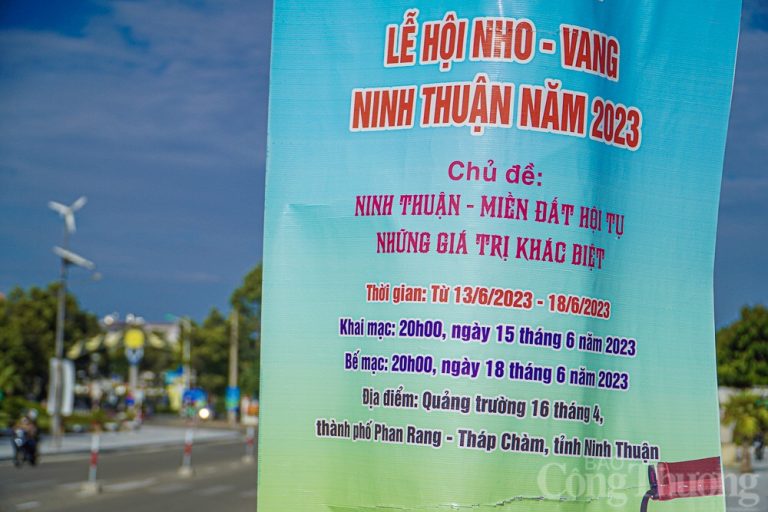 LỄ HỘI NHO - VANG
NINH THUẬN NĂM 2023
Chủ đề:
NINH THUẬN - MIỀN ĐẤT HỘI TỤ
NHỮNG GIÁ TRỊ KHÁC BIỆT
Thời gian: Từ 13/6/2023 - 18/6/2023
Khai mạc: 20h00, ngày 15 tháng 6 năm 2023
Bế mạc: 20h00, ngày 18 tháng 6 năm 2023
Địa điểm: Quảng trường 16 tháng 4,
thành phố Phan Rang - Tháp Chàm, tỉnh Ninh Thuận
BÁO
Công Thương